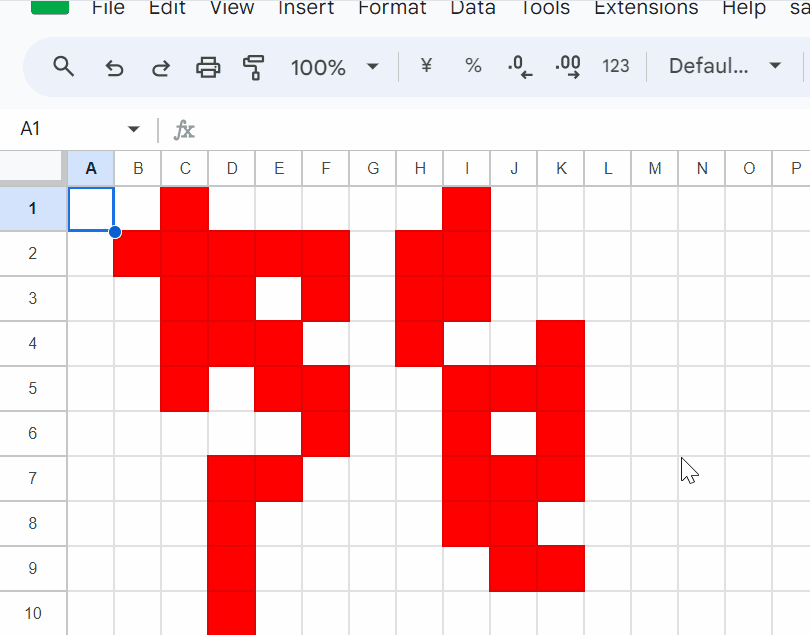 File Edit View Insert Format Data Tools Extensions Help
100% ¥ % .0 .00 123 Defaul...
A1 fx
A B C D E F G H I J K L M N O P
1
2
3
4
5
6
7
8
9
10